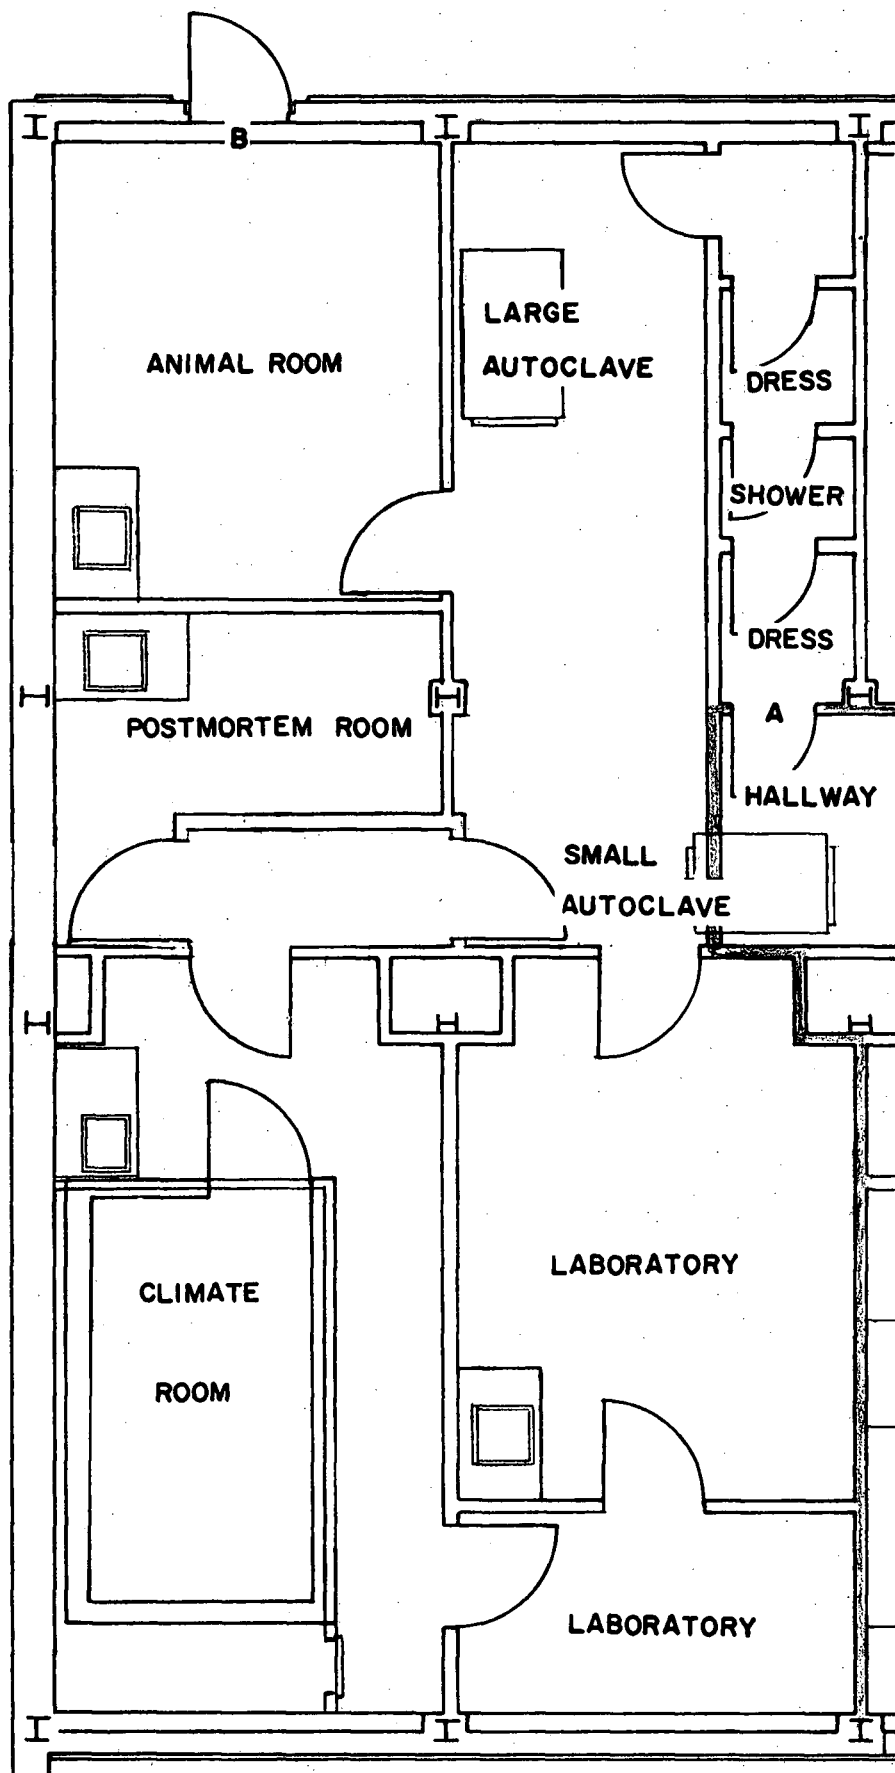 B
LARGE
AUTOCLAVE
ANIMAL ROOM
DRESS
SHOWER
DRESS
A
POSTMORTEM ROOM
HALLWAY
SMALL
AUTOCLAVE
LABORATORY
CLIMATE
ROOM
LABORATORY